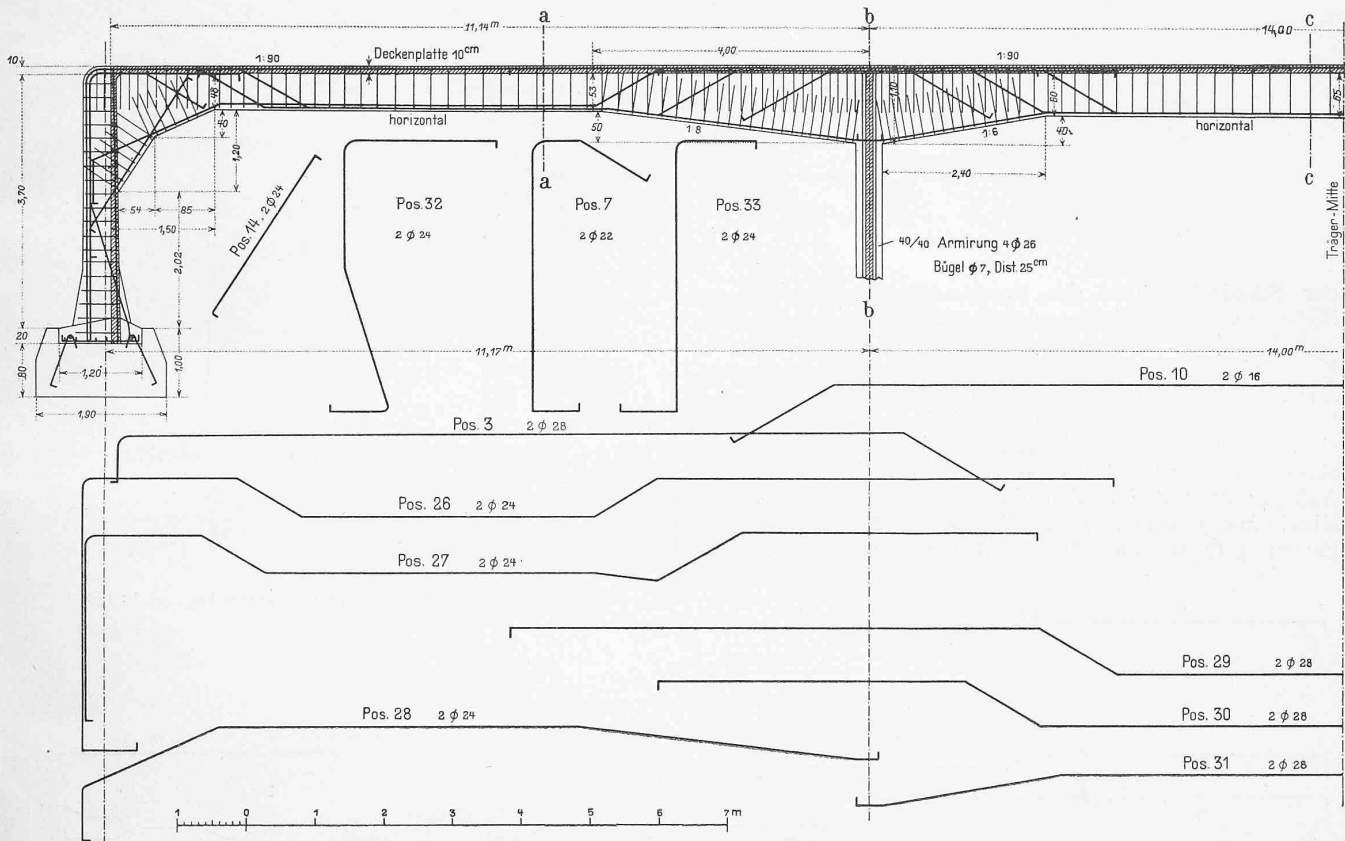 a
b
c
11,14 m
14,00
1:90
Deckenplatte 10 cm
4,00
1:90
10
48
53
1,10
60
65
horizontal
40
50
1:8
1:6
40
horizontal
1,20
3,70
54
85
1,50
2,02
2,40
a
c
Pos. 14. 2 ϕ 24
Pos. 32
2 ϕ 24
Pos. 7
2 ϕ 22
Pos. 33
2 ϕ 24
40/40 Armirung 4 ϕ 26
Bügel ϕ 7, Dist. 25 cm
Träger-Mitte
b
20
80
1,20
1,00
1,90
11,17 m
14,00 m
Pos. 10 2 ϕ 16
Pos. 3 2 ϕ 28
Pos. 26 2 ϕ 24
Pos. 27 2 ϕ 24
Pos. 29 2 ϕ 28
Pos. 28 2 ϕ 24
Pos. 30 2 ϕ 28
Pos. 31 2 ϕ 28
1 0 1 2 3 4 5 6 7 m